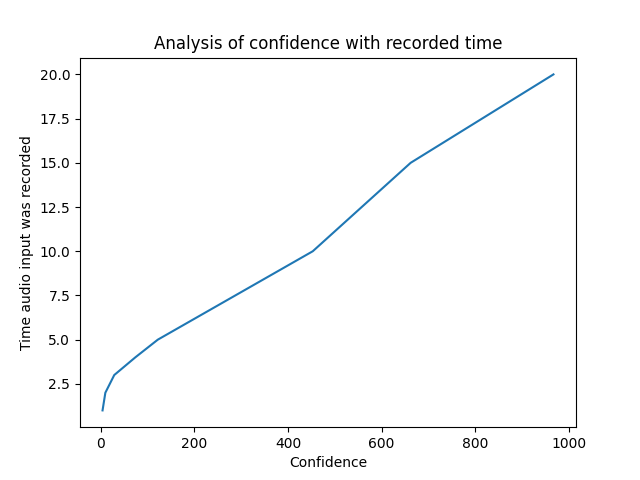 Analysis of confidence with recorded time
20.0
17.5
15.0
12.5
10.0
7.5
5.0
2.5
Time audio input was recorded
0 200 400 600 800 1000
Confidence